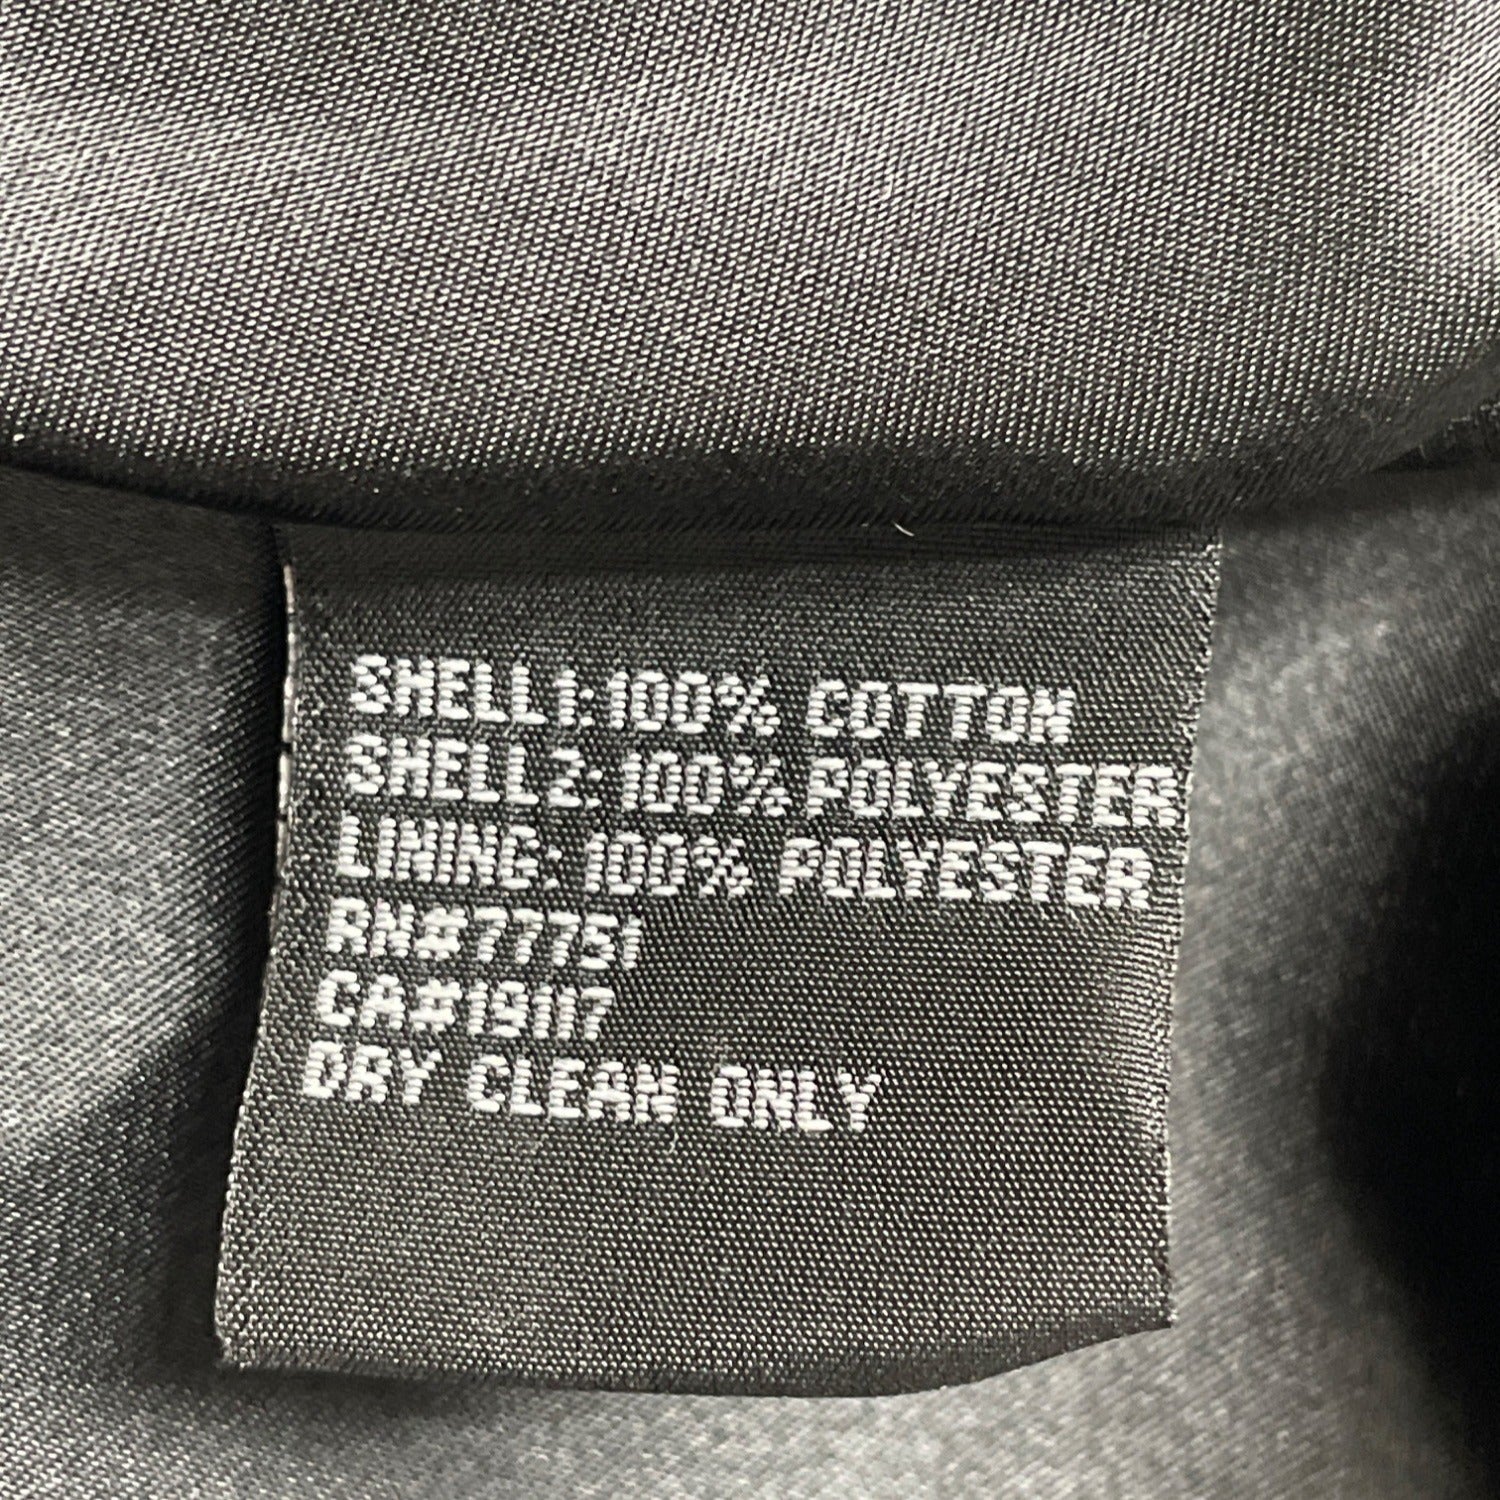 SHELL1:100% COTTON
SHELL2: 100% POLYESTER
LINING: 100% POLYESTER
RN#77751
CA#19117
DRY CLEAN ONLY